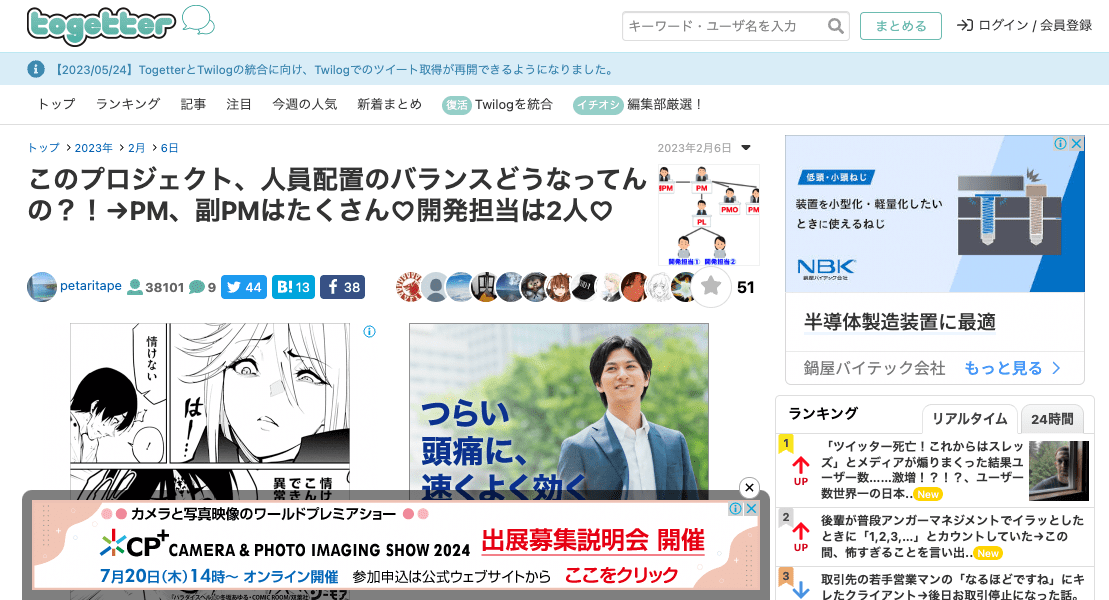 togetter
キーワード・ユーザ名を入力
まとめる
ログイン / 会員登録
【2023/05/24】TogetterとTwilogの統合に向け、Twilogでのツイート取得が再開できるようになりました。
トップ ランキング 記事 注目 今週の人気 新着まとめ 復活 Twilogを統合 イチオシ 編集部厳選！
トップ > 2023年 > 2月 > 6日
2023年2月6日
このプロジェクト、人員配置のバランスどうなってん
の？！→PM、副PMはたくさん♡開発担当は2人♡
PM
PMO
PL
開発担当1 開発担当2
petaritape 38101 9 44 B! 13 f 38
51
情けない
は…
！
情け
こんな
で異
つらい
頭痛に、
速くよく効く
カメラと写真映像のワールドプレミアショー
CP+ CAMERA & PHOTO IMAGING SHOW 2024
出展募集説明会 開催
7月20日(木)14時〜 オンライン開催 参加申込は公式ウェブサイトから ここをクリック
低頭・小頭ねじ
装置を小型化・軽量化したい
ときに使えるねじ
NBK
鍋屋バイテック会社
半導体製造装置に最適
鍋屋バイテック会社 もっと見る
ランキング
リアルタイム
24時間
1
UP
「ツイッター死亡！これからはスレッ
ズ」とメディアが煽りまくった結果ユ
ーザー数……激増！？！？、ユーザー
数世界一の日本.. New
2
UP
後輩が普段アンガーマネジメントでイラッとした
ときに「1,2,3,...」とカウントしていた→この
間、怖すぎることを言い出.. New
3
取引先の若手営業マンの「なるほどですね」にキ
レたクライアント→後日お取引停止になった話。